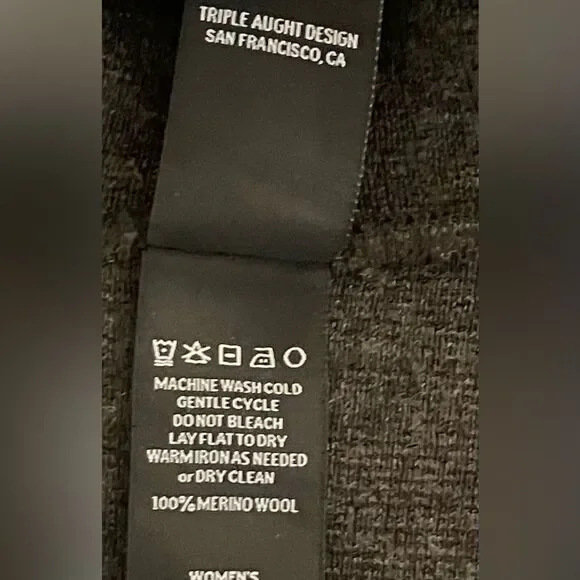 TRIPLE AUGHT DESIGN
SAN FRANCISCO, CA
MACHINE WASH COLD
GENTLE CYCLE
DO NOT BLEACH
LAY FLAT TO DRY
WARM IRON AS NEEDED
or DRY CLEAN
100% MERINO WOOL
WOMEN'S